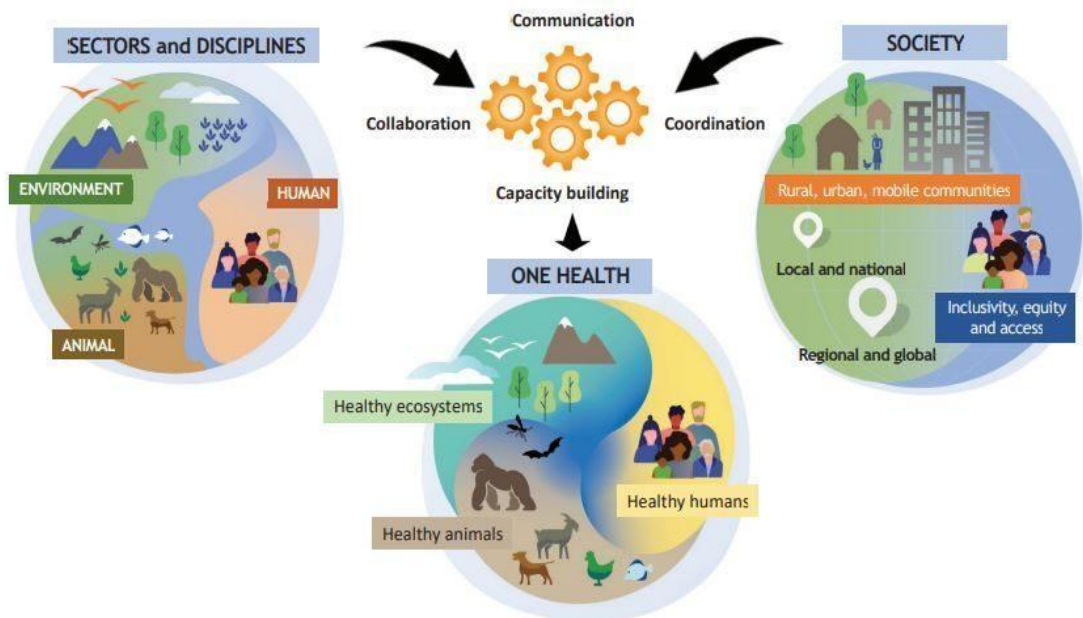 Communication
SECTORS and DISCIPLINES
SOCIETY
Collaboration
Coordination
ENVIRONMENT
HUMAN
Capacity building
Rural, urban, mobile communities
ONE HEALTH
Local and national
Inclusivity, equity
and access
ANIMAL
Regional and global
Healthy ecosystems
Healthy humans
Healthy animals